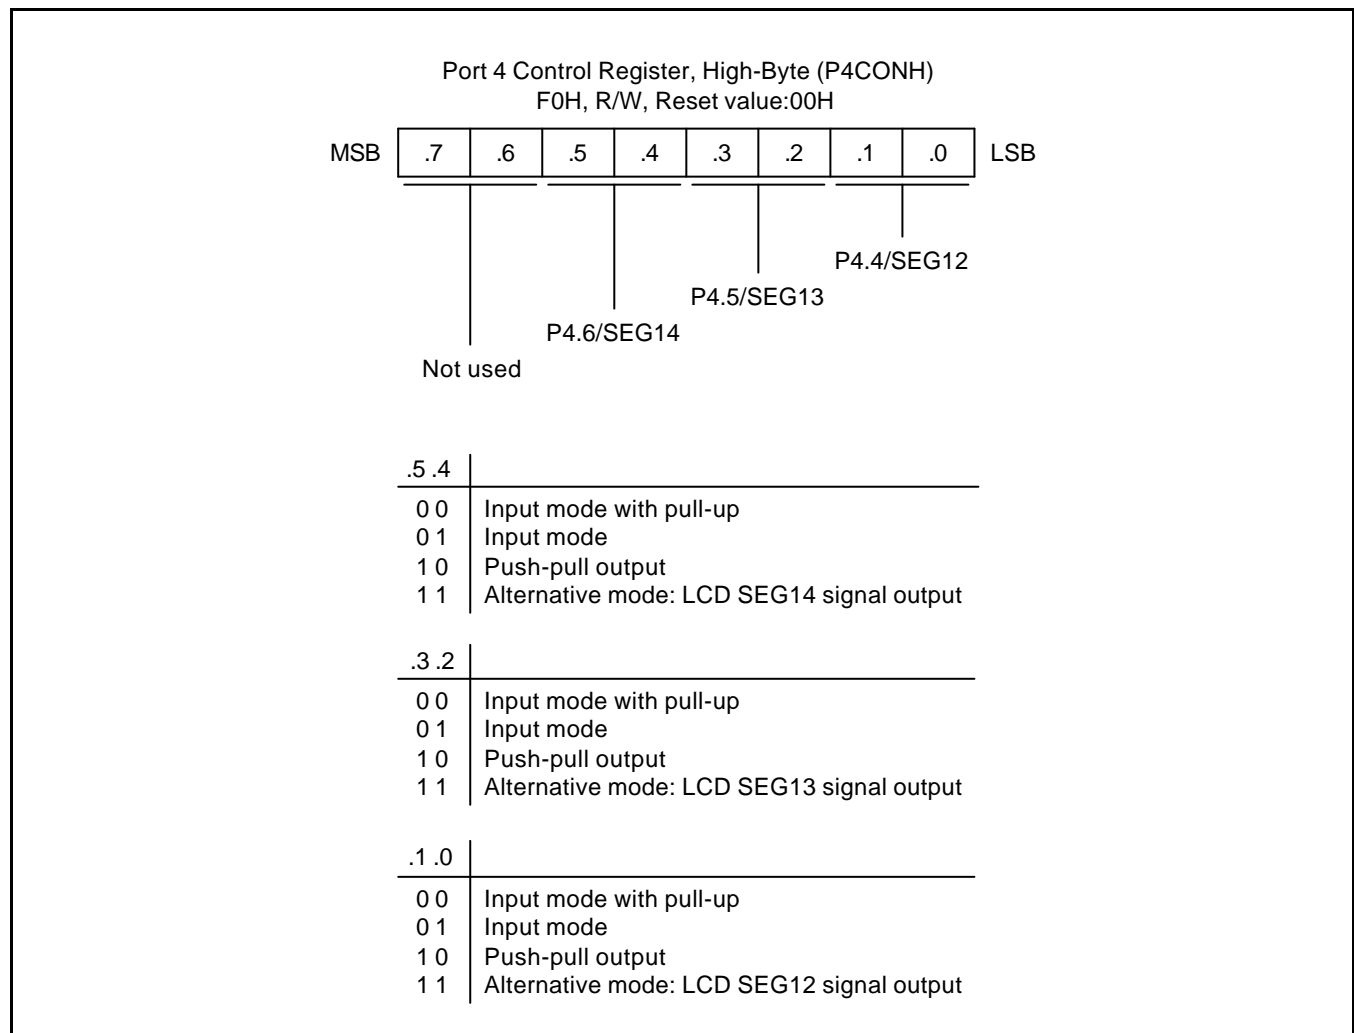 Port 4 Control Register, High-Byte (P4CONH)
F0H, R/W, Reset value:00H
MSB .7 .6 .5 .4 .3 .2 .1 .0 LSB
P4.4/SEG12
P4.5/SEG13
P4.6/SEG14
Not used
.5 .4
0 0 Input mode with pull-up
0 1 Input mode
1 0 Push-pull output
1 1 Alternative mode: LCD SEG14 signal output
.3 .2
0 0 Input mode with pull-up
0 1 Input mode
1 0 Push-pull output
1 1 Alternative mode: LCD SEG13 signal output
.1 .0
0 0 Input mode with pull-up
0 1 Input mode
1 0 Push-pull output
1 1 Alternative mode: LCD SEG12 signal output